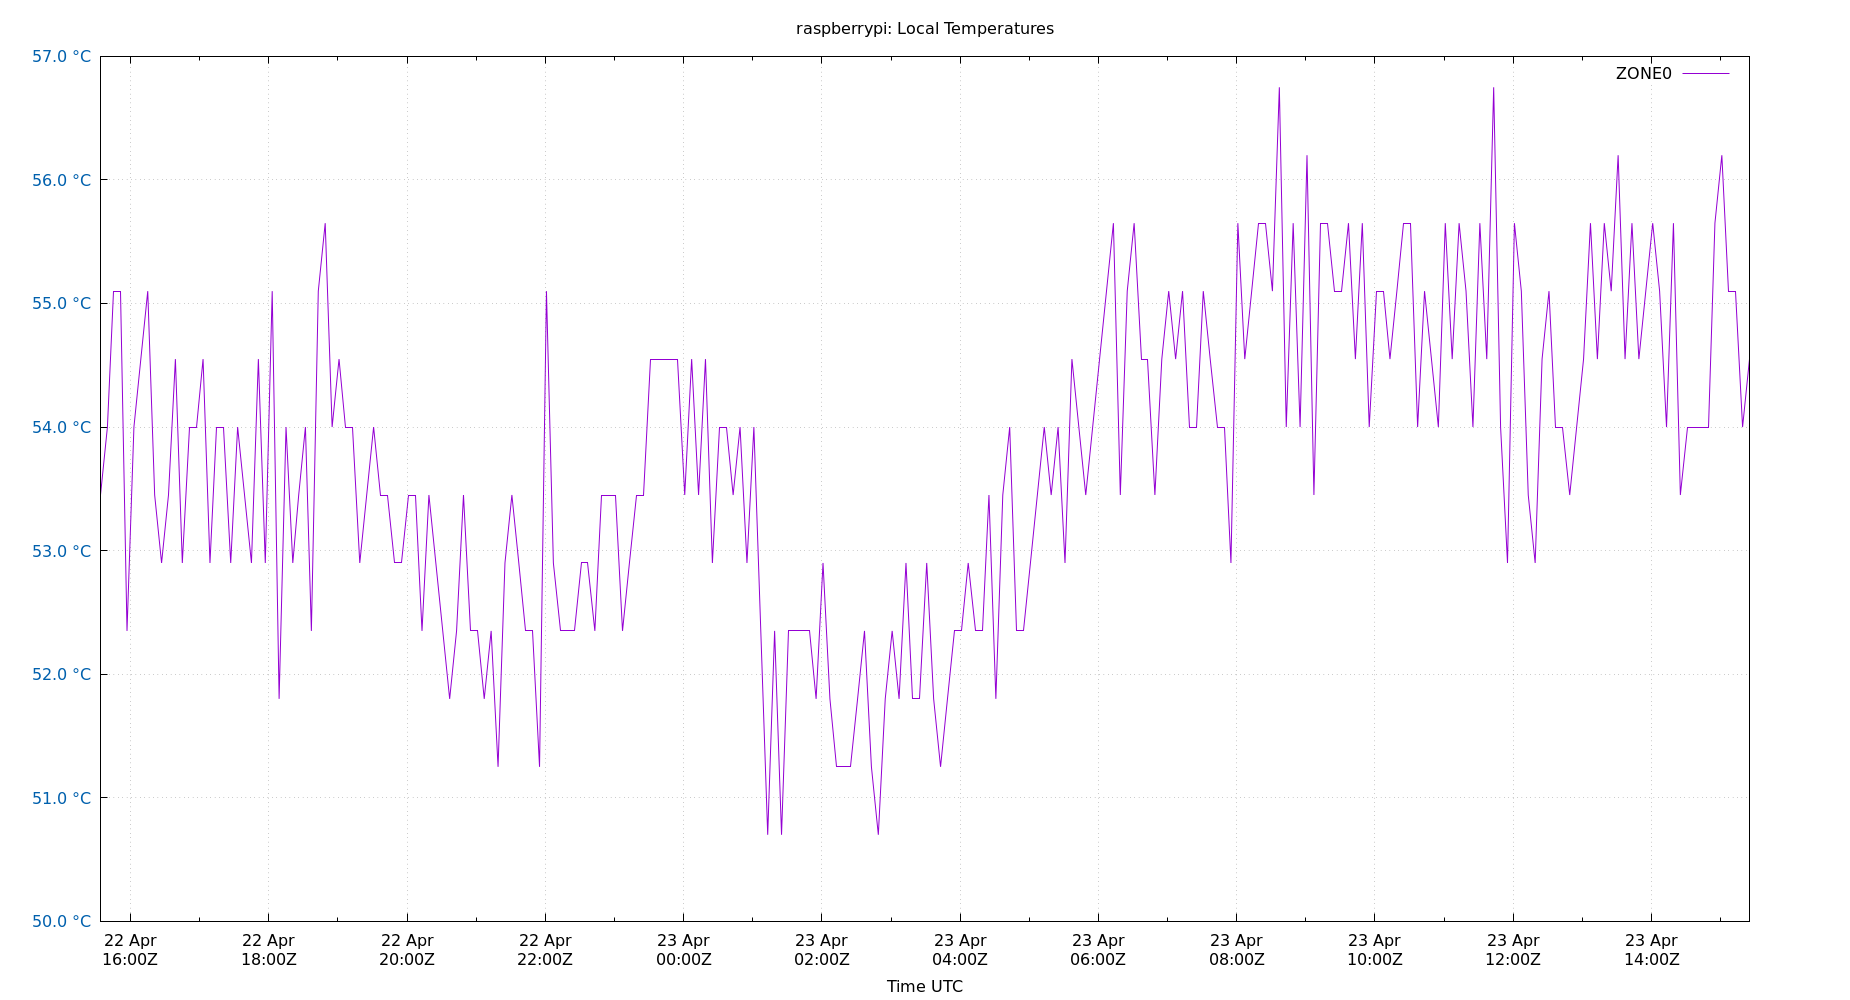 raspberrypi: Local Temperatures
57.0 °C
ZONE0
56.0 °C
55.0 °C
54.0 °C
53.0 °C
52.0 °C
51.0 °C
50.0 °C
22 Apr 22 Apr 22 Apr 22 Apr 23 Apr 23 Apr 23 Apr 23 Apr 23 Apr 23 Apr 23 Apr 23 Apr
16:00Z 18:00Z 20:00Z 22:00Z 00:00Z 02:00Z 04:00Z 06:00Z 08:00Z 10:00Z 12:00Z 14:00Z
Time UTC